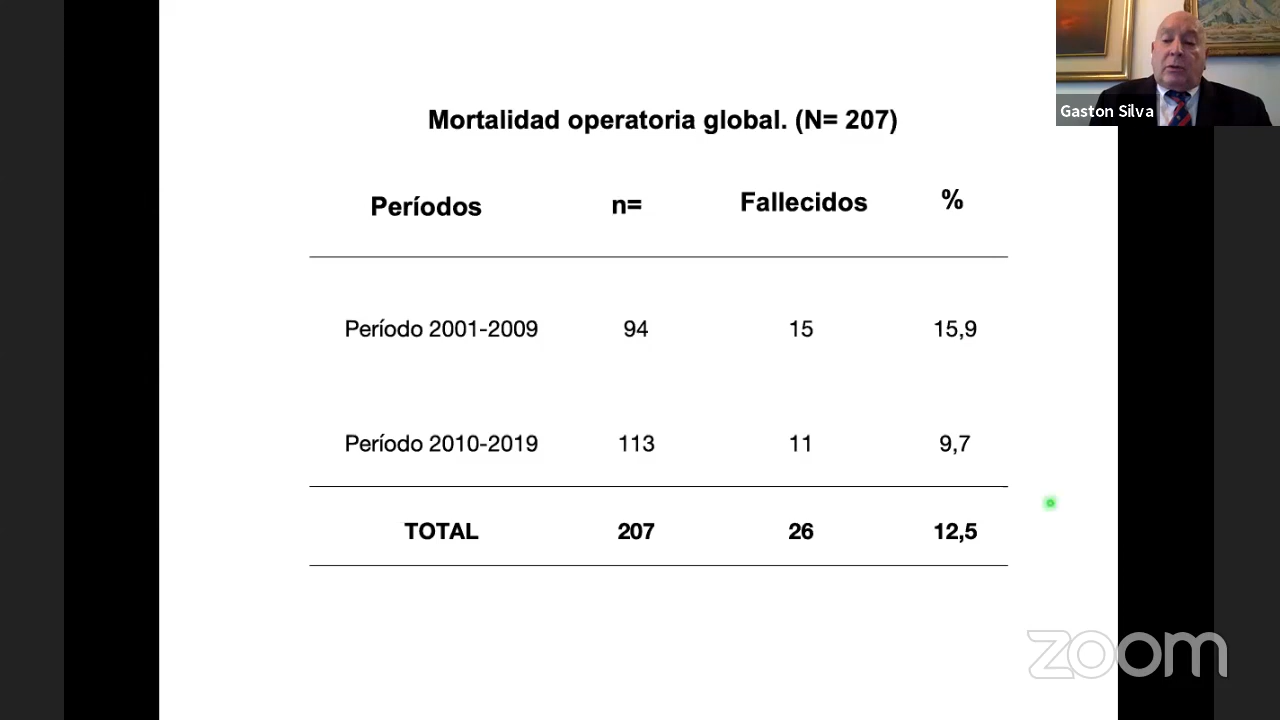 Gaston Silva
Mortalidad operatoria global. (N= 207)
Períodos n= Fallecidos %
Período 2001-2009 94 15 15,9
Período 2010-2019 113 11 9,7
TOTAL 207 26 12,5
zoom